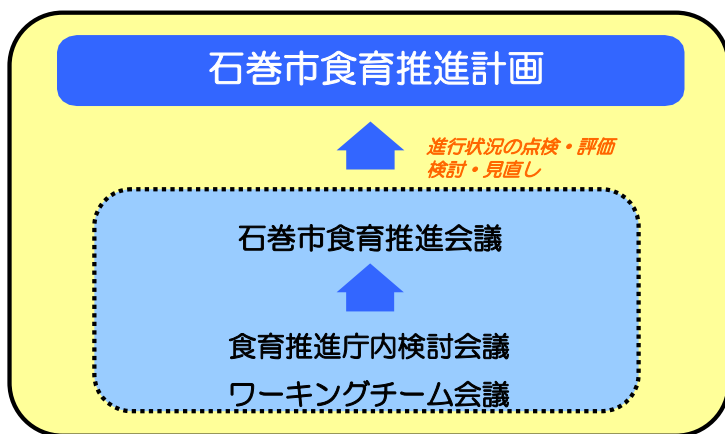 石巻市食育推進計画
進行状況の点検・評価
検討・見直し
石巻市食育推進会議
食育推進庁内検討会議
ワーキングチーム会議